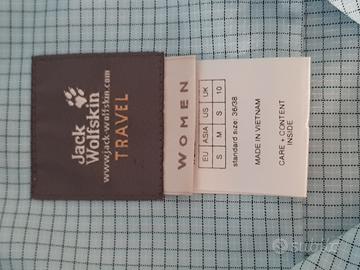 Jack
Wolfskin
www.jack-wolfskin.com
TRAVEL
WOMEN
EU ASIA US UK
S M S 10
standard size: 36/38
MADE IN VIETNAM
CARE + CONTENT
INSIDE
subito